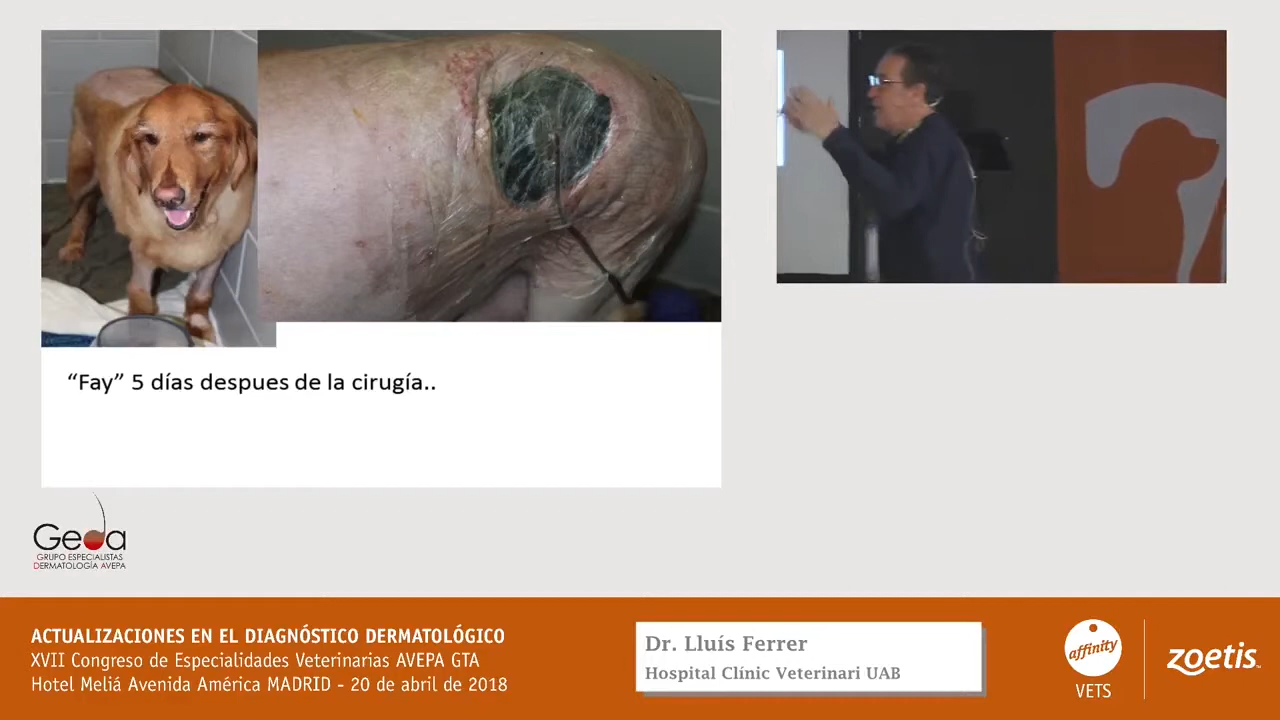 “Fay” 5 días despues de la cirugía..
Geda
GRUPO ESPECIALISTAS
DERMATOLOGÍA AVEPA
ACTUALIZACIONES EN EL DIAGNÓSTICO DERMATOLÓGICO
XVII Congreso de Especialidades Veterinarias AVEPA GTA
Hotel Meliá Avenida América MADRID - 20 de abril de 2018
Dr. Lluís Ferrer
Hospital Clínic Veterinari UAB
affinity
VETS
zoetis